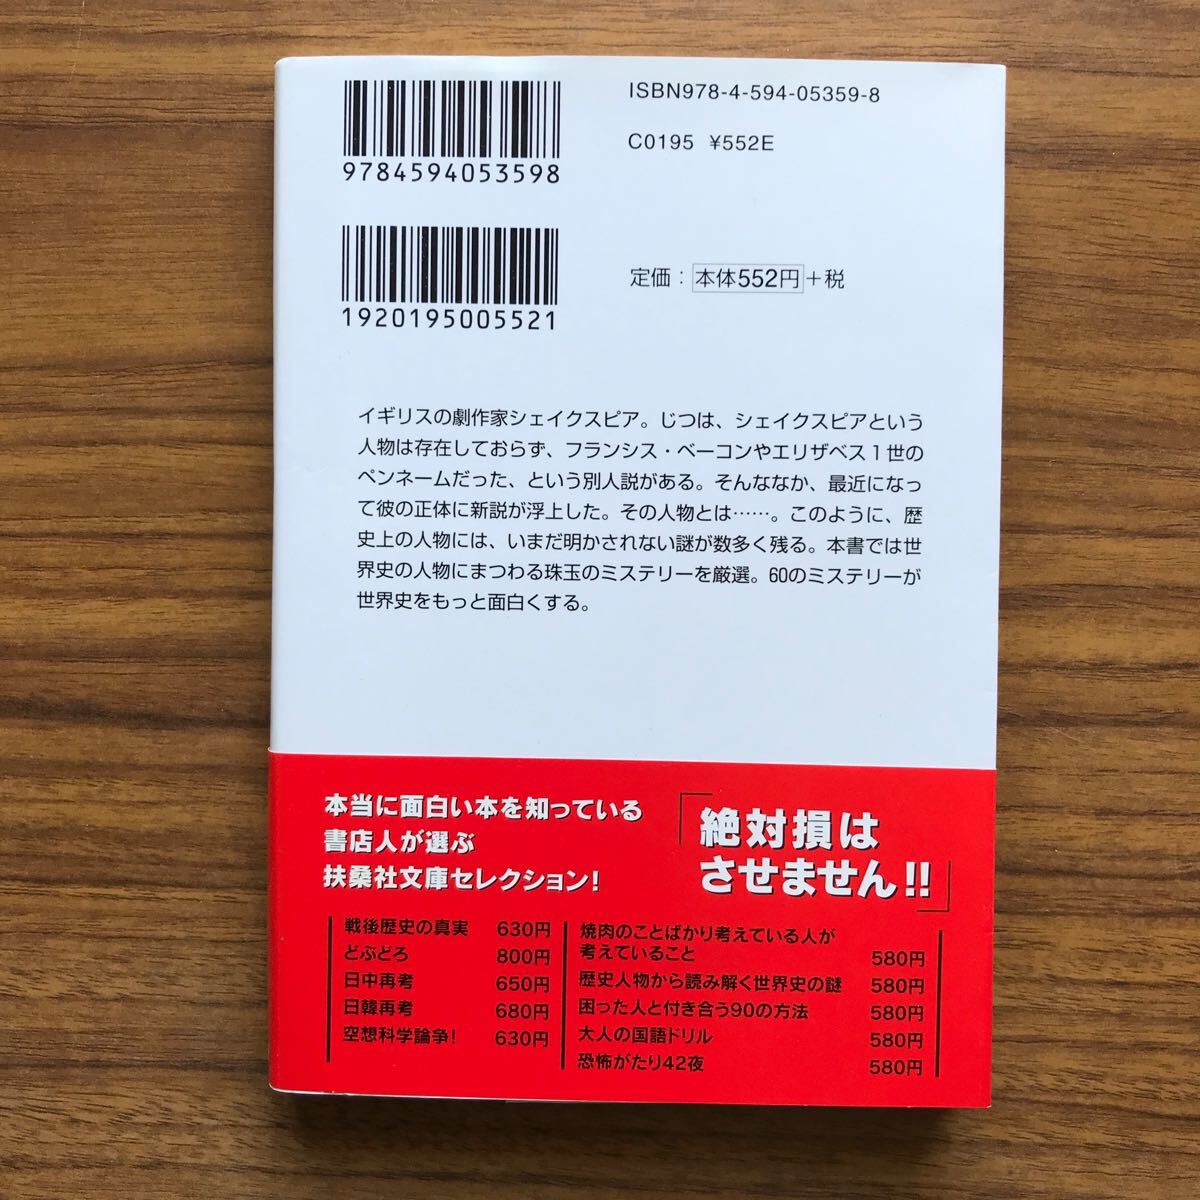 ISBN978-4-594-05359-8
C0195 ¥552E
9784594053598
定価：本体552円＋税
1920195005521
イギリスの劇作家シェイクスピア。じつは、シェイクスピアという
人物は存在しておらず、フランシス・ベーコンやエリザベス１世の
ペンネームだった、という別人説がある。そんななか、最近になっ
て彼の正体に新説が浮上した。その人物とは……。このように、歴
史上の人物には、いまだ明かされない謎が数多く残る。本書では世
界史の人物にまつわる珠玉のミステリーを厳選。60のミステリーが
世界史をもっと面白くする。
本当に面白い本を知っている
書店人が選ぶ
扶桑社文庫セレクション！
「絶対損は
させません!!」
戦後歴史の真実 630円
どぶどろ 800円
日中再考 650円
日韓再考 680円
空想科学論争！ 630円
焼肉のことばかり考えている人が
考えていること 580円
歴史人物から読み解く世界史の謎 580円
困った人と付き合う90の方法 580円
大人の国語ドリル 580円
恐怖がたり42夜 580円